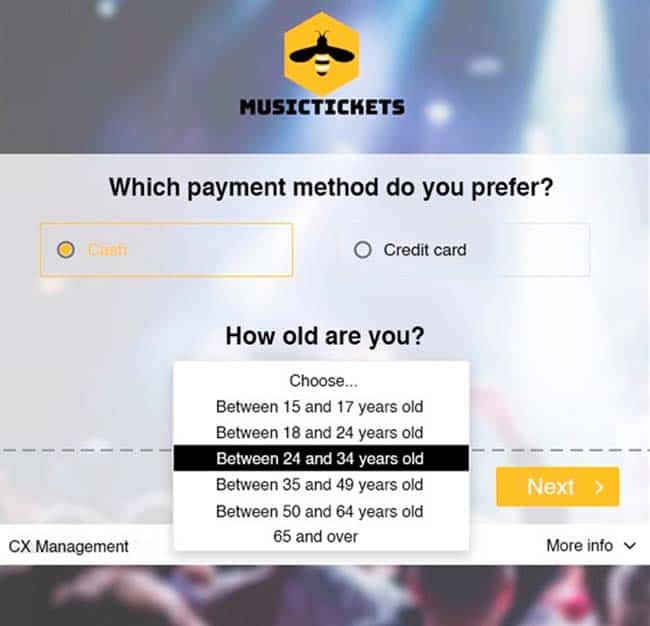 MUSICTICKETS
Which payment method do you prefer?
Cash
Credit card
How old are you?
Choose...
Between 15 and 17 years old
Between 18 and 24 years old
Between 24 and 34 years old
Between 35 and 49 years old
Between 50 and 64 years old
65 and over
Next
CX Management
More info